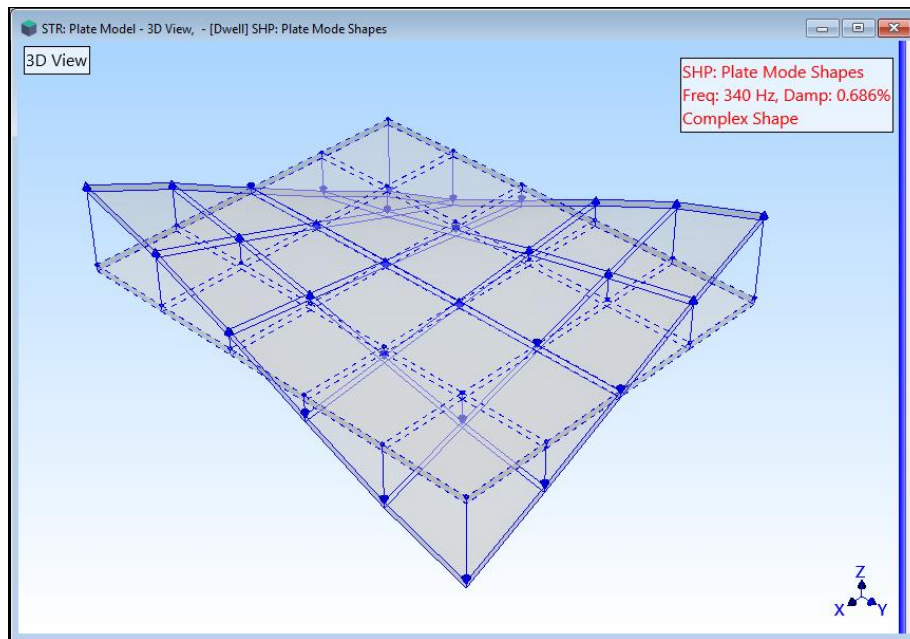 STR: Plate Model - 3D View, - [Dwell] SHP: Plate Mode Shapes
3D View
SHP: Plate Mode Shapes
Freq: 340 Hz, Damp: 0.686%
Complex Shape
Z
X Y